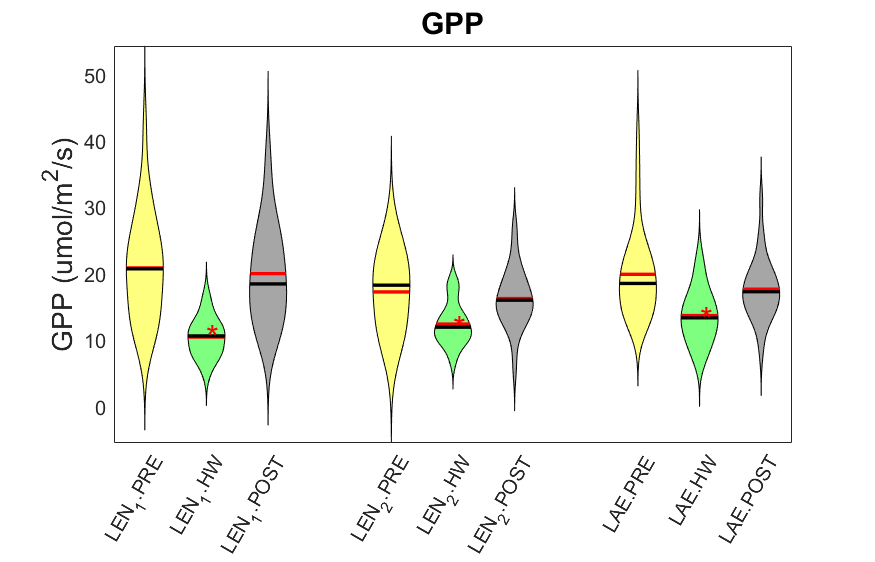 GPP
GPP (umol/m²/s)
50
40
30
20
10
0
*
*
*
LEN₁.PRE
LEN₁.HW
LEN₁.POST
LEN₂.PRE
LEN₂.HW
LEN₂.POST
LAE.PRE
LAE.HW
LAE.POST